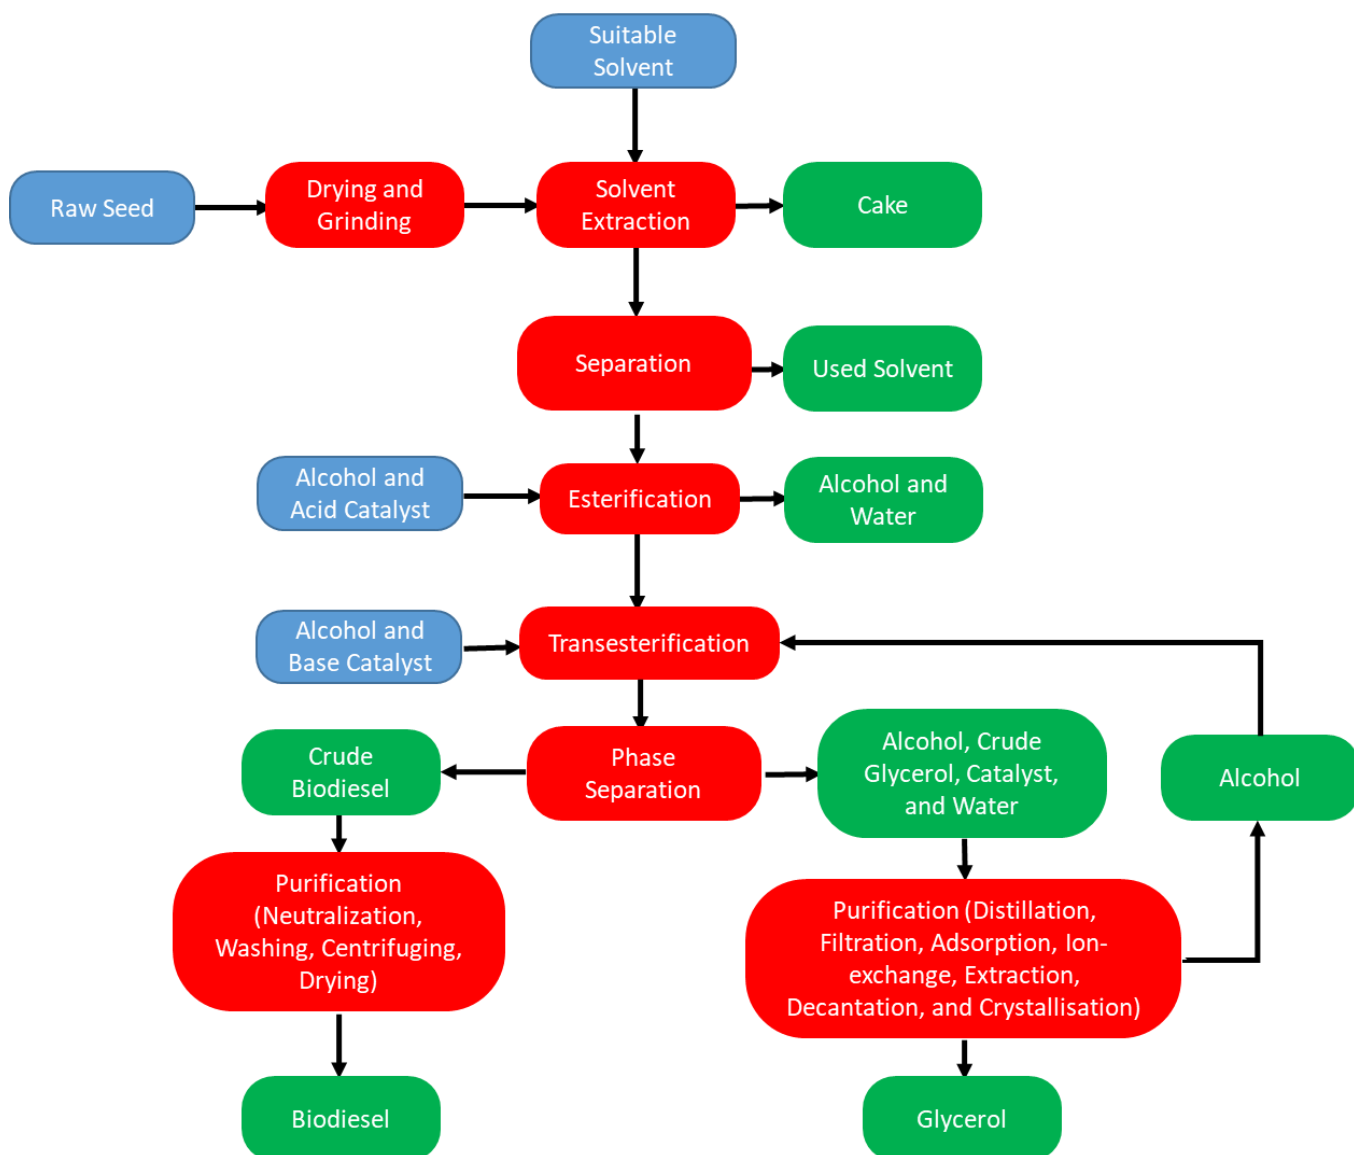 Suitable
Solvent
Raw Seed
Drying and
Grinding
Solvent
Extraction
Cake
Separation
Used Solvent
Alcohol and
Acid Catalyst
Esterification
Alcohol and
Water
Alcohol and
Base Catalyst
Transesterification
Crude
Biodiesel
Phase
Separation
Alcohol, Crude
Glycerol, Catalyst,
and Water
Alcohol
Purification
(Neutralization,
Washing, Centrifuging,
Drying)
Purification (Distillation,
Filtration, Adsorption, Ion-
exchange, Extraction,
Decantation, and Crystallisation)
Biodiesel
Glycerol